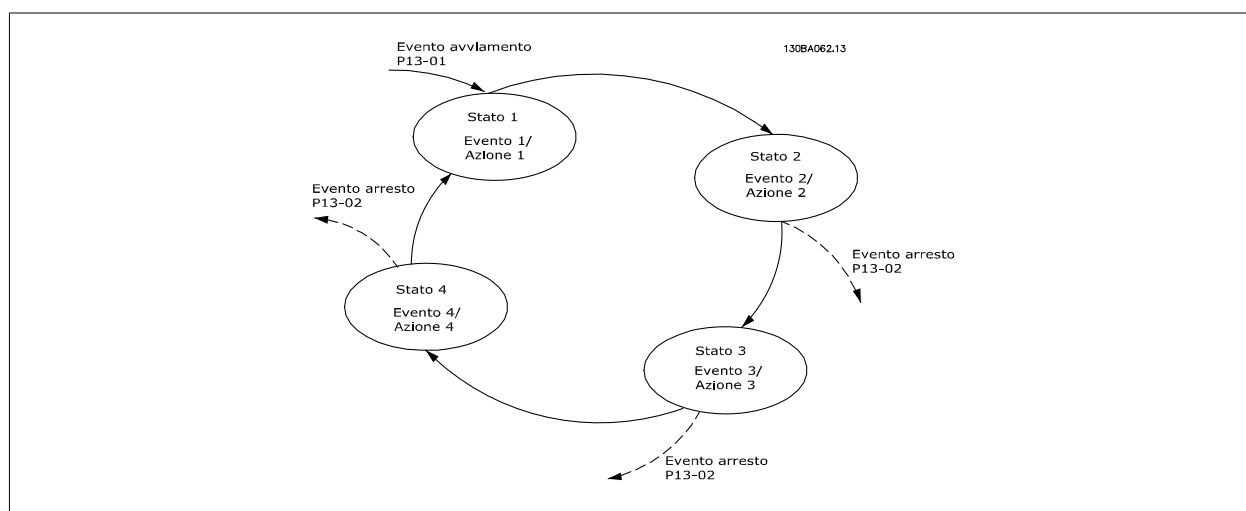 Evento avvlamento
P13-01
130BA062.13
Stato 1
Evento 1/
Azione 1
Stato 2
Evento 2/
Azione 2
Evento arresto
P13-02
Evento arresto
P13-02
Stato 4
Evento 4/
Azione 4
Stato 3
Evento 3/
Azione 3
Evento arresto
P13-02